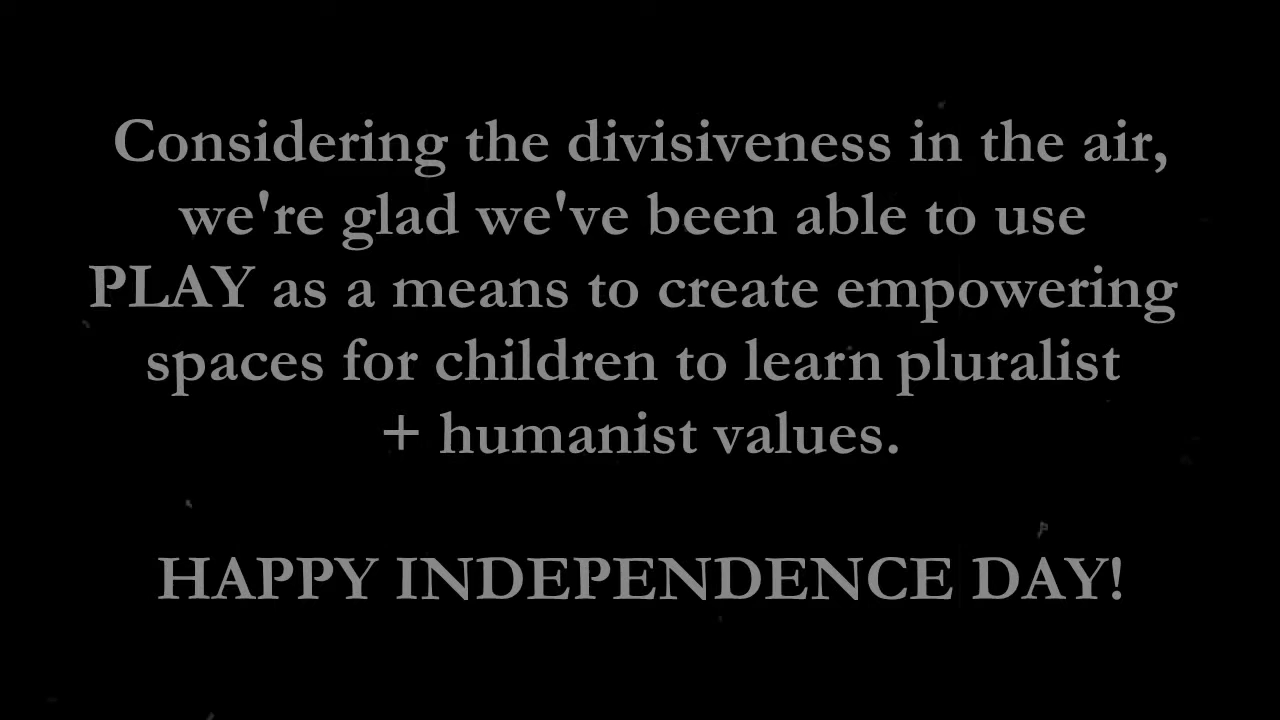 Considering the divisiveness in the air,
we're glad we've been able to use
PLAY as a means to create empowering
spaces for children to learn pluralist
+ humanist values.
HAPPY INDEPENDENCE DAY!